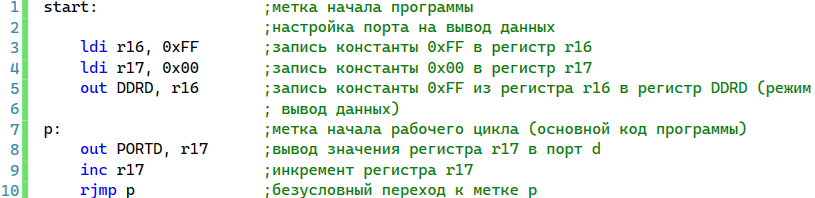 1 start: ;метка начала программы
2 ;настройка порта на вывод данных
3 ldi r16, 0xFF ;запись константы 0xFF в регистр r16
4 ldi r17, 0x00 ;запись константы 0x00 в регистр r17
5 out DDRD, r16 ;запись константы 0xFF из регистра r16 в регистр DDRD (режим
6 ; вывод данных)
7 p: ;метка начала рабочего цикла (основной код программы)
8 out PORTD, r17 ;вывод значения регистра r17 в порт d
9 inc r17 ;инкремент регистра r17
10 rjmp p ;безусловный переход к метке p